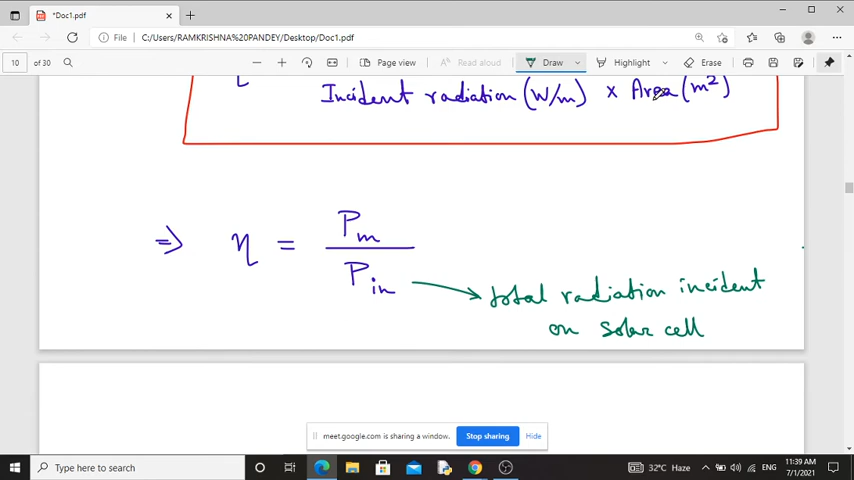 *Doc1.pdf
File | C:/Users/RAMKRISHNA%20PANDEY/Desktop/Doc1.pdf
10 of 30
Page view
Read aloud
Draw
Highlight
Erase
Incident radiation (W/m) × Area (m²)
⇒ η = Pm / Pin
total radiation incident
on solar cell
meet.google.com is sharing a window.
Stop sharing
Hide
Type here to search
32°C Haze
ENG
11:39 AM
7/1/2021